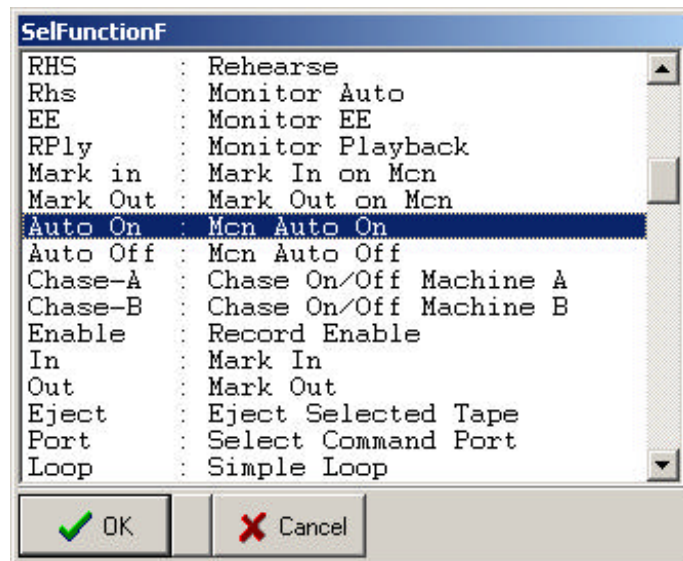 SelFunctionF
RHS : Rehearse
Rhs : Monitor Auto
EE : Monitor EE
RPly : Monitor Playback
Mark in : Mark In on Mcn
Mark Out : Mark Out on Mcn
Auto On : Mcn Auto On
Auto Off : Mcn Auto Off
Chase-A : Chase On/Off Machine A
Chase-B : Chase On/Off Machine B
Enable : Record Enable
In : Mark In
Out : Mark Out
Eject : Eject Selected Tape
Port : Select Command Port
Loop : Simple Loop
OK Cancel